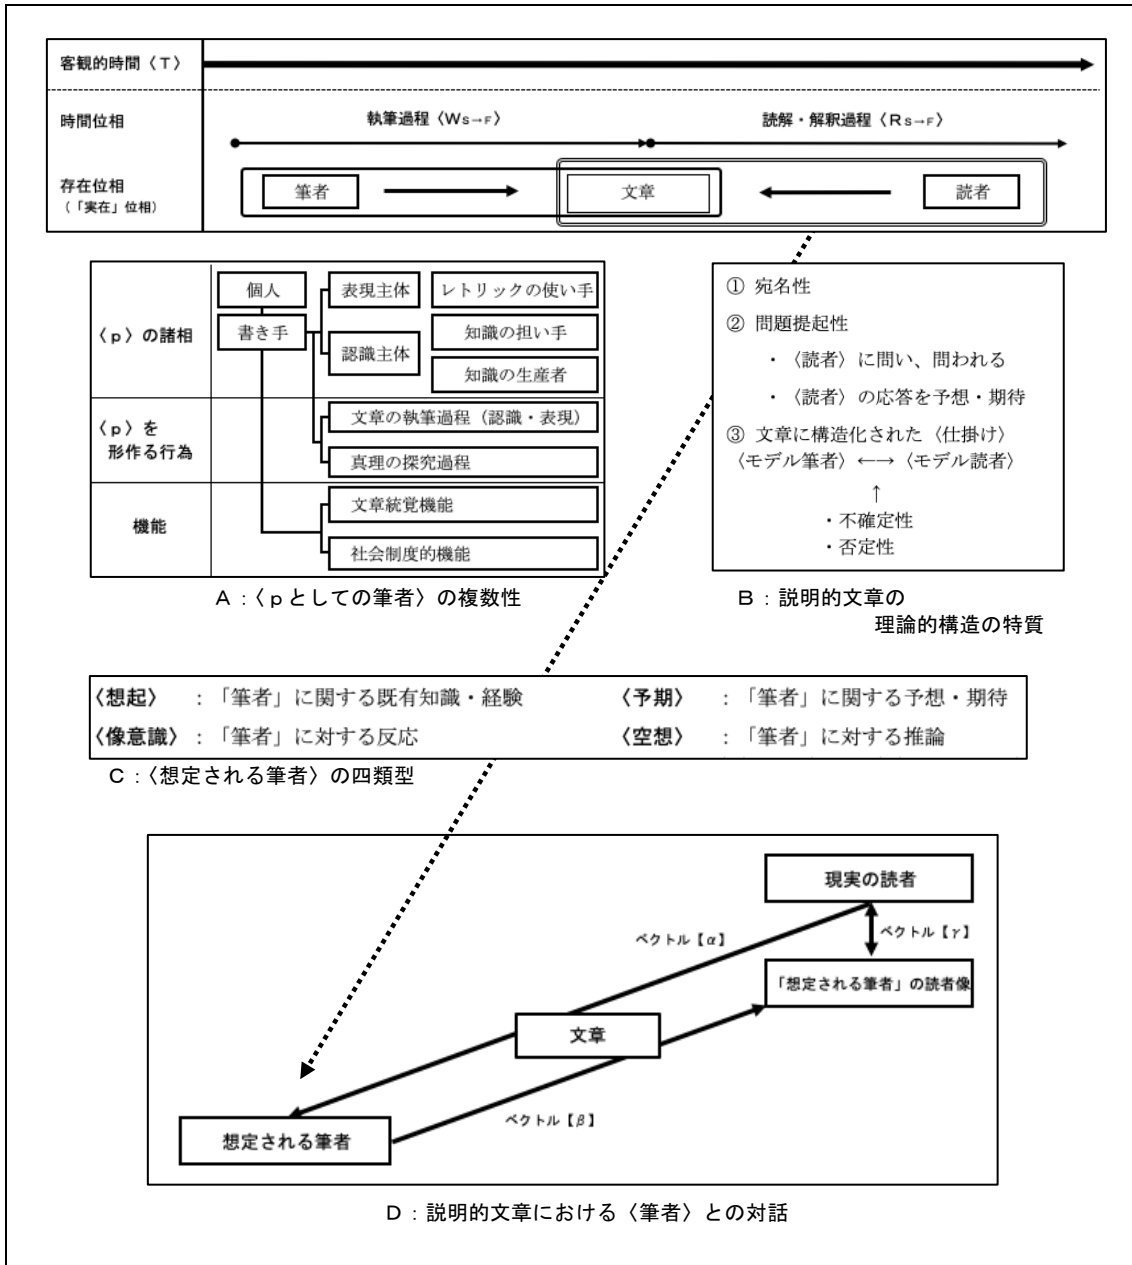 客観的時間〈T〉
時間位相
執筆過程〈WS→F〉
読解・解釈過程〈RS→F〉
存在位相
(「実在」位相)
筆者
文章
読者
〈p〉の諸相
個人
書き手
表現主体
認識主体
レトリックの使い手
知識の担い手
知識の生産者
〈p〉を
形作る行為
文章の執筆過程(認識・表現)
真理の探究過程
機能
文章統覚機能
社会制度的機能
A:〈pとしての筆者〉の複数性
① 宛名性
② 問題提起性
・〈読者〉に問い、問われる
・〈読者〉の応答を予想・期待
③ 文章に構造化された〈仕掛け〉
〈モデル筆者〉←→〈モデル読者〉
↑
・不確定性
・否定性
B:説明的文章の
理論的構造の特質
〈想起〉 :「筆者」に関する既有知識・経験
〈予期〉 :「筆者」に関する予想・期待
〈像意識〉:「筆者」に対する反応
〈空想〉 :「筆者」に対する推論
C:〈想定される筆者〉の四類型
現実の読者
ベクトル【α】
ベクトル【γ】
「想定される筆者」の読者像
文章
ベクトル【β】
想定される筆者
D:説明的文章における〈筆者〉との対話